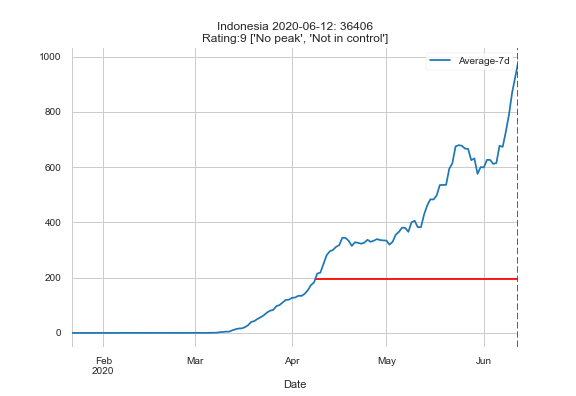 Indonesia 2020-06-12: 36406
Rating:9 ['No peak', 'Not in control']
Average-7d
1000
800
600
400
200
0
Feb
2020
Mar
Apr
May
Jun
Date